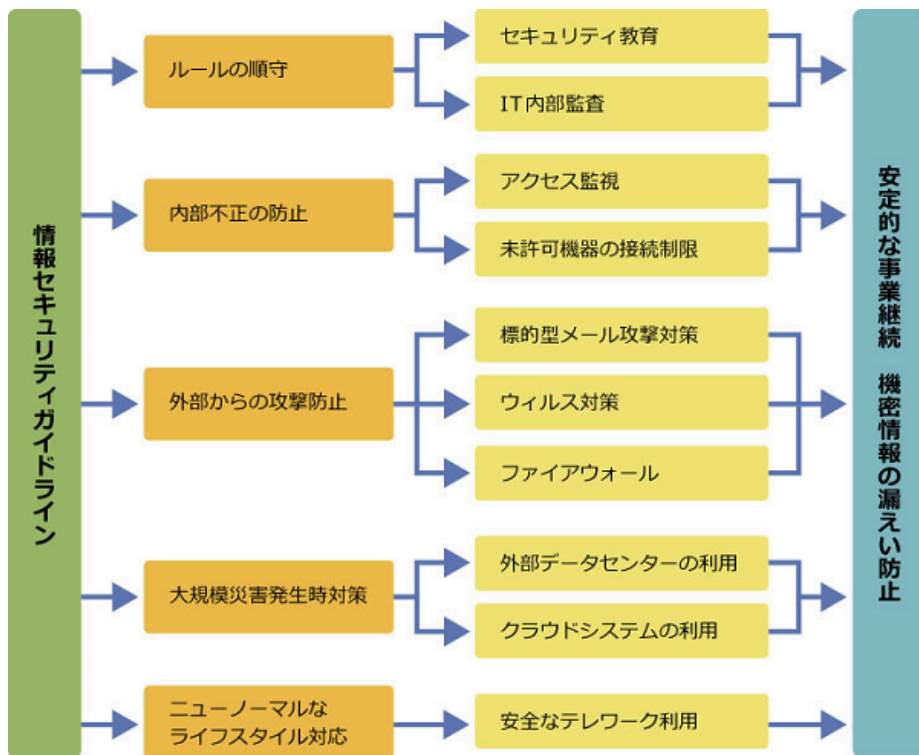 情報セキュリティガイドライン
ルールの順守
セキュリティ教育
IT内部監査
内部不正の防止
アクセス監視
未許可機器の接続制限
外部からの攻撃防止
標的型メール攻撃対策
ウィルス対策
ファイアウォール
大規模災害発生時対策
外部データセンターの利用
クラウドシステムの利用
ニューノーマルな
ライフスタイル対応
安全なテレワーク利用
安定的な事業継続 機密情報の漏えい防止